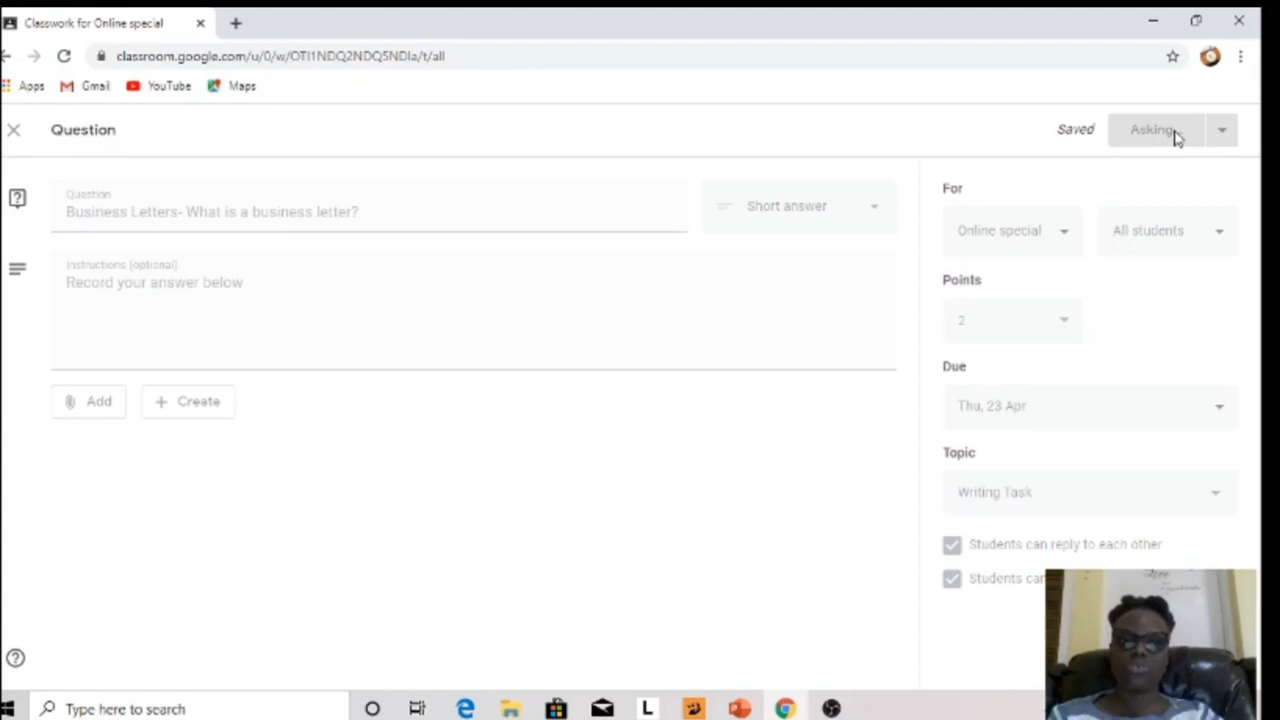 Classwork for Online special
classroom.google.com/u/0/w/OTI1NDQ2NDQ5NDIa/t/all
Apps Gmail YouTube Maps
Question Saved Asking...
Question
Business Letters- What is a business letter?
Short answer
Instructions (optional)
Record your answer below
Add Create
For
Online special All students
Points
2
Due
Thu, 23 Apr
Topic
Writing Task
Students can reply to each other
Students can
Type here to search